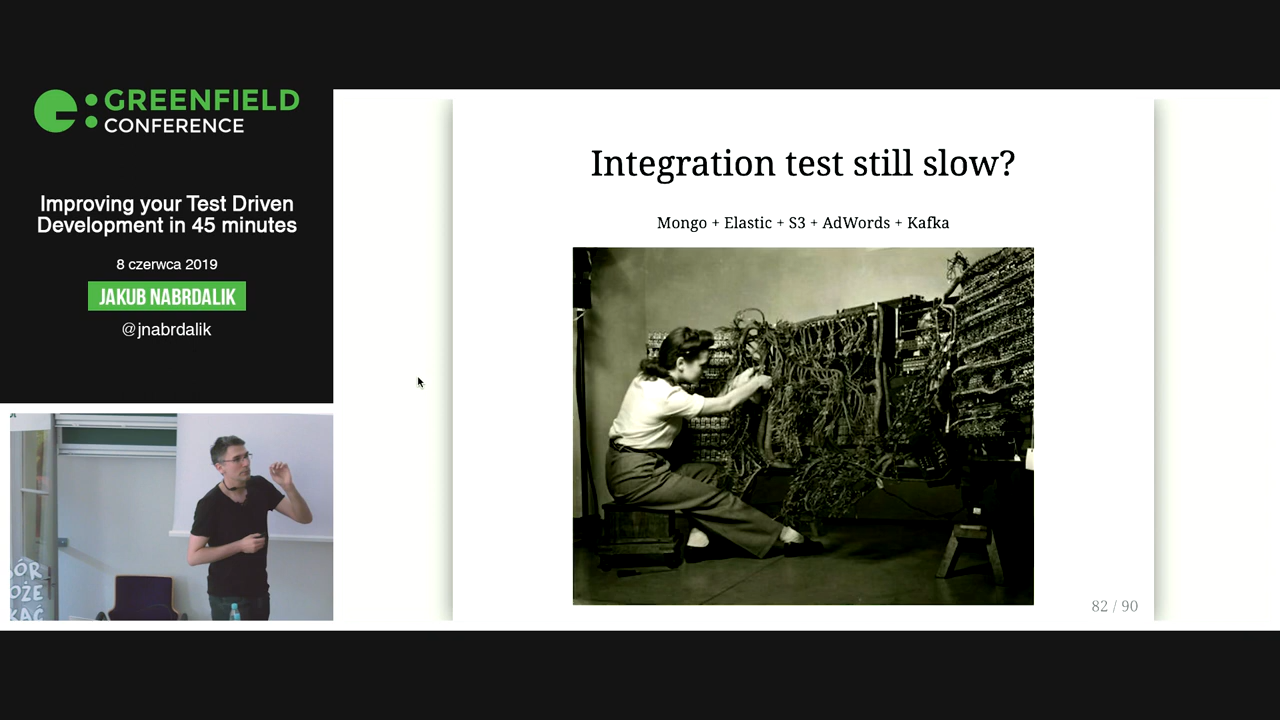 GREENFIELD
CONFERENCE
Improving your Test Driven
Development in 45 minutes
8 czerwca 2019
JAKUB NABRDALIK
@jnabrdalik
Integration test still slow?
Mongo + Elastic + S3 + AdWords + Kafka
82 / 90